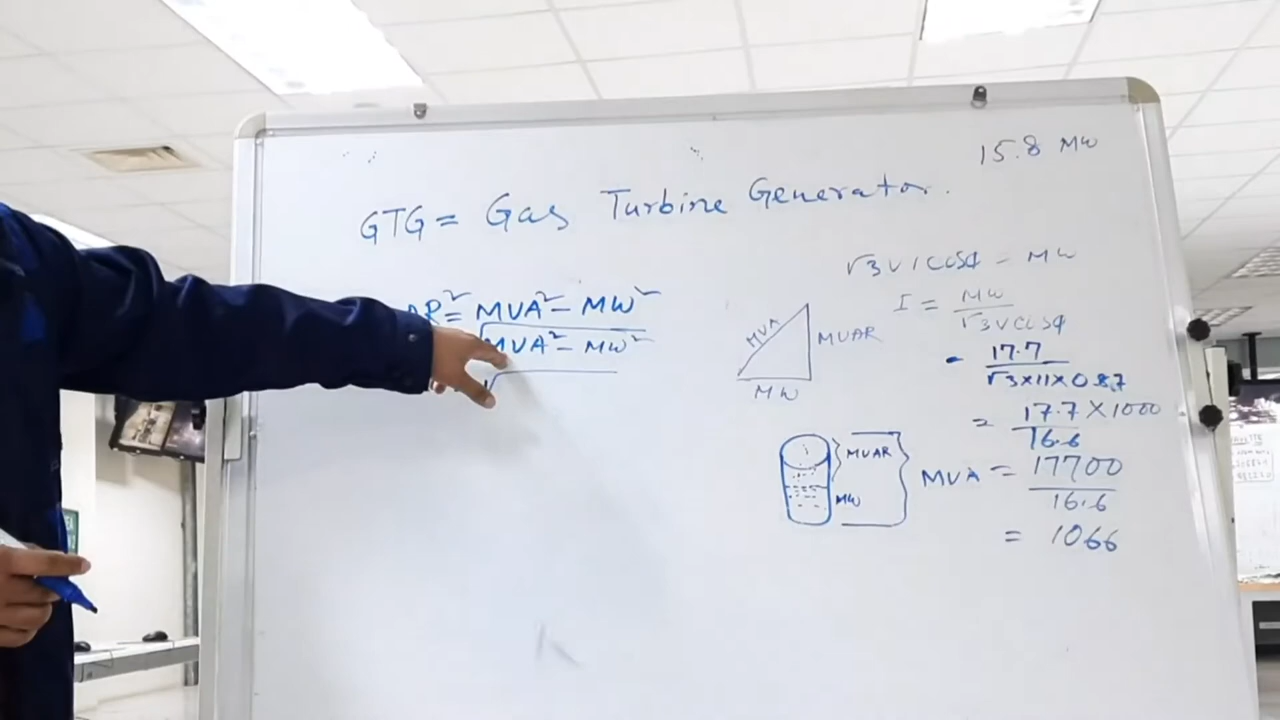 15.8 MW
GTG = Gas Turbine Generator.
AR² = MVA² - MW²
√MVA² - MW²
√
MVA
MVAR
MW
MVAR
MW
MVA
√3 V I COSφ - MW
I = MW / √3 V COSφ
- 17.7 / √3×11×0.87
= 17.7×1000 / 16.6
= 17700 / 16.6
= 1066